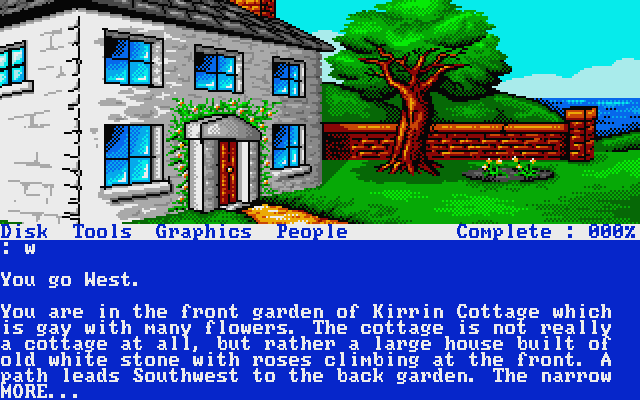 Disk Tools Graphics People Complete : 000%
: w
You go West.
You are in the front garden of Kirrin Cottage which
is gay with many flowers. The cottage is not really
a cottage at all, but rather a large house built of
old white stone with roses climbing at the front. A
path leads Southwest to the back garden. The narrow
MORE...